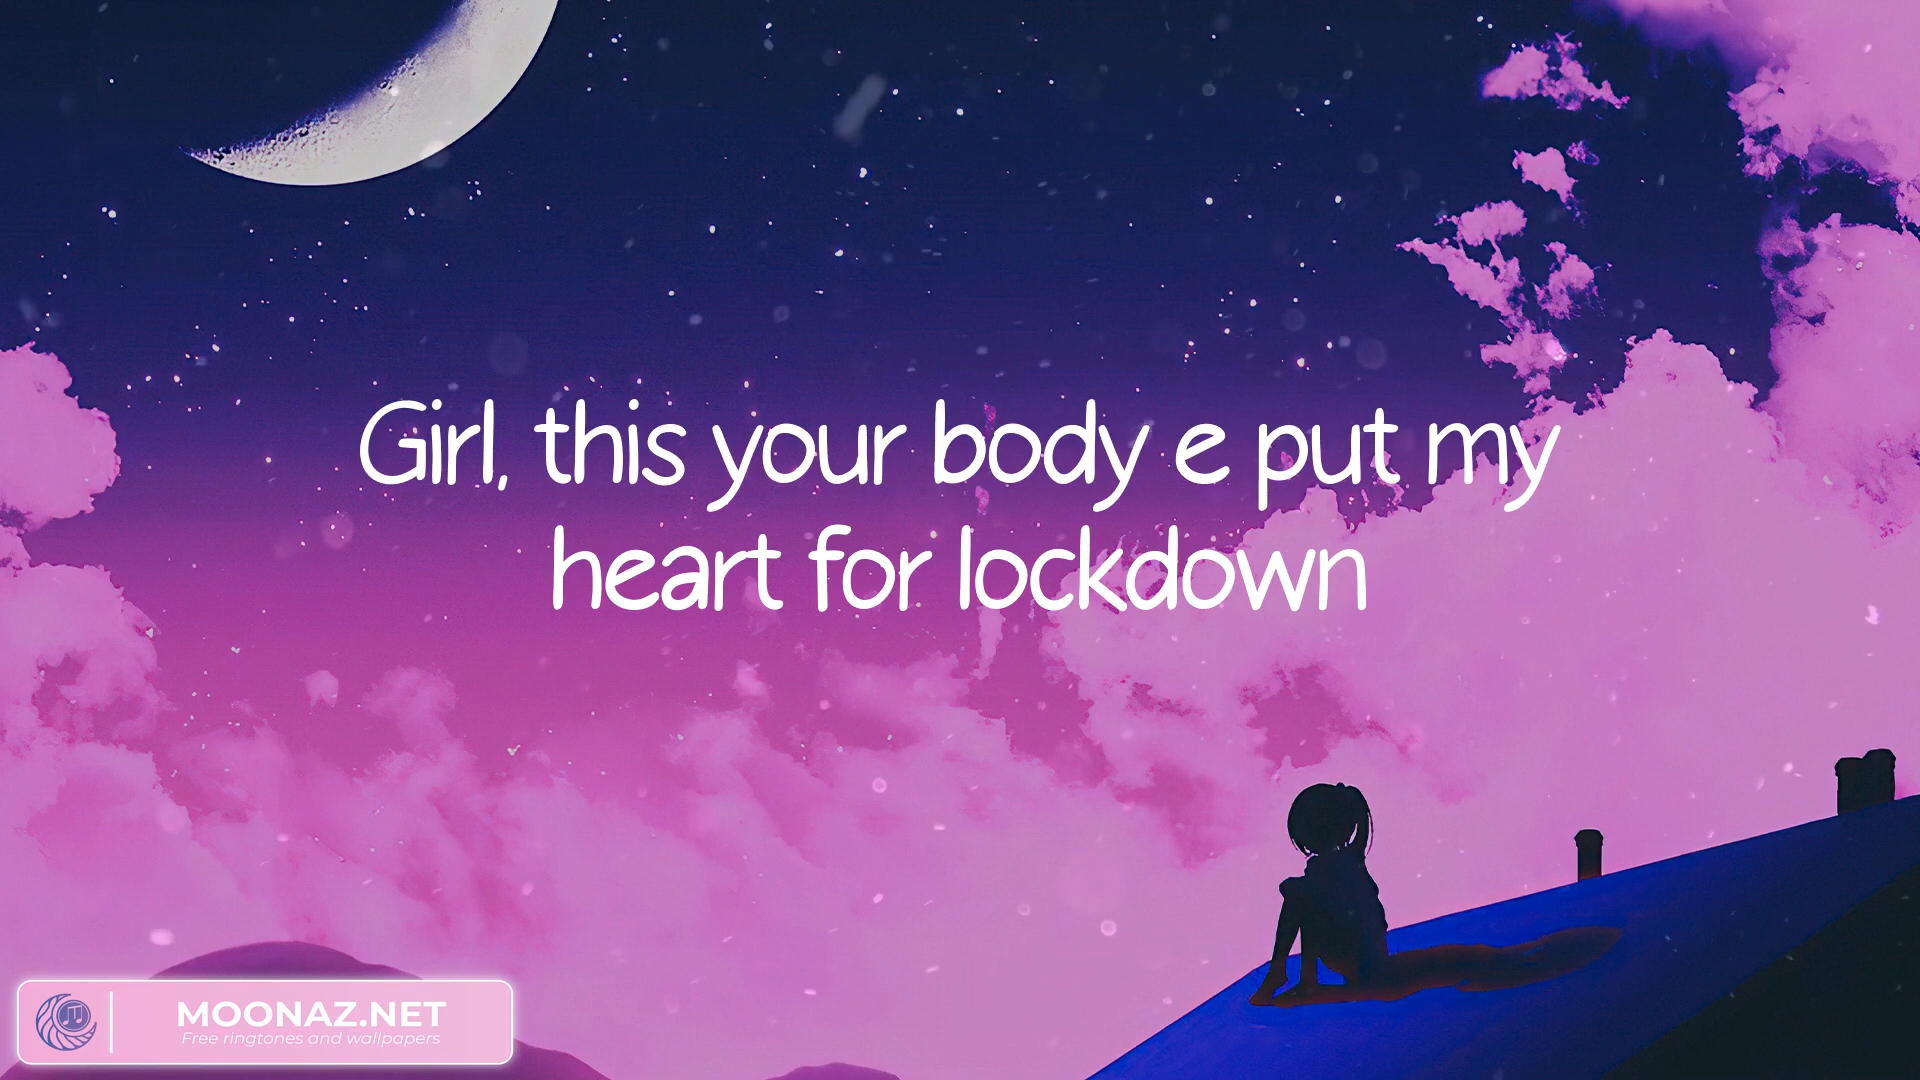 Girl, this your body e put my
heart for lockdown
MOONAZ.NET
Free ringtones and wallpapers